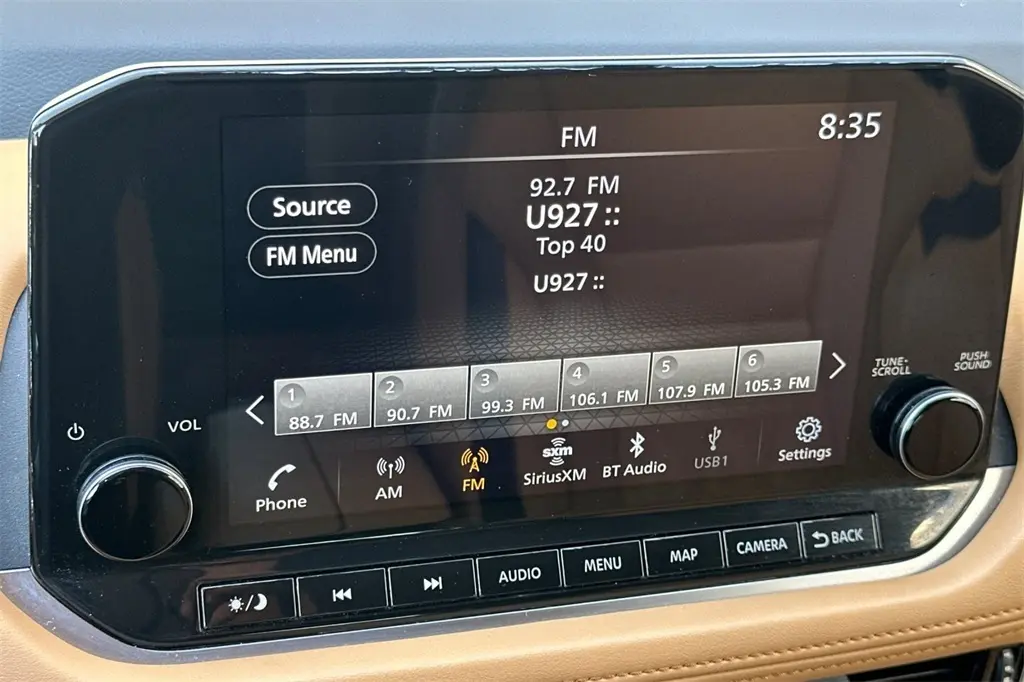 FM
8:35
Source
FM Menu
92.7 FM
U927 ::
Top 40
U927 ::
1
88.7 FM
2
90.7 FM
3
99.3 FM
4
106.1 FM
5
107.9 FM
6
105.3 FM
TUNE-
SCROLL
PUSH
SOUND
VOL
Phone
AM
FM
sxm
SiriusXM
BT Audio
USB1
Settings
AUDIO
MENU
MAP
CAMERA
BACK